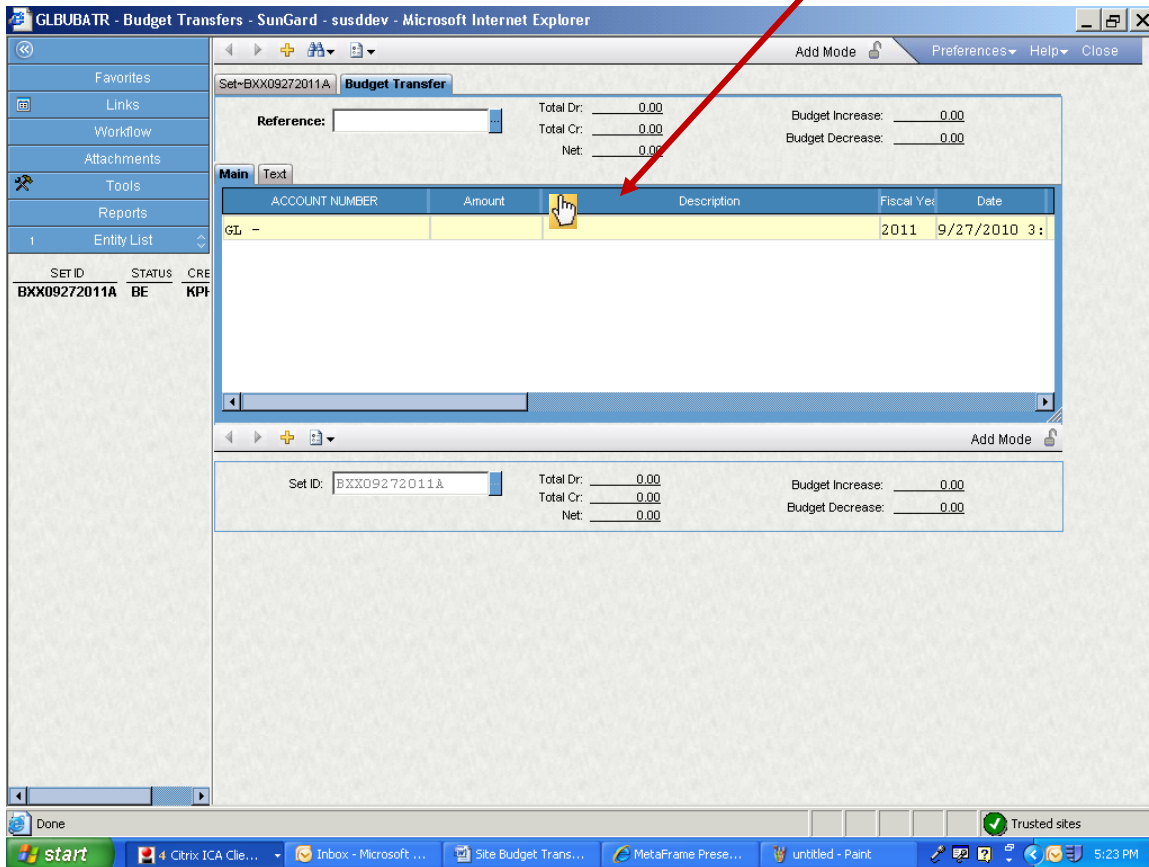 GLBUBATR - Budget Transfers - SunGard - susddev - Microsoft Internet Explorer
Add Mode Preferences Help Close
Favorites
Links
Workflow
Attachments
Tools
Reports
1 Entity List
SET ID STATUS CRE
BXX09272011A BE KPH
Set~BXX09272011A Budget Transfer
Reference: Total Dr: 0.00 Budget Increase: 0.00
Total Cr: 0.00 Budget Decrease: 0.00
Net: 0.00
Main Text
ACCOUNT NUMBER Amount Description Fiscal Yea Date
GL - 2011 9/27/2010 3:
Add Mode
Set ID: BXX09272011A Total Dr: 0.00 Budget Increase: 0.00
Total Cr: 0.00 Budget Decrease: 0.00
Net: 0.00
Done Trusted sites
start 4 Citrix ICA Clie... Inbox - Microsoft ... Site Budget Trans... MetaFrame Prese... untitled - Paint 5:23 PM